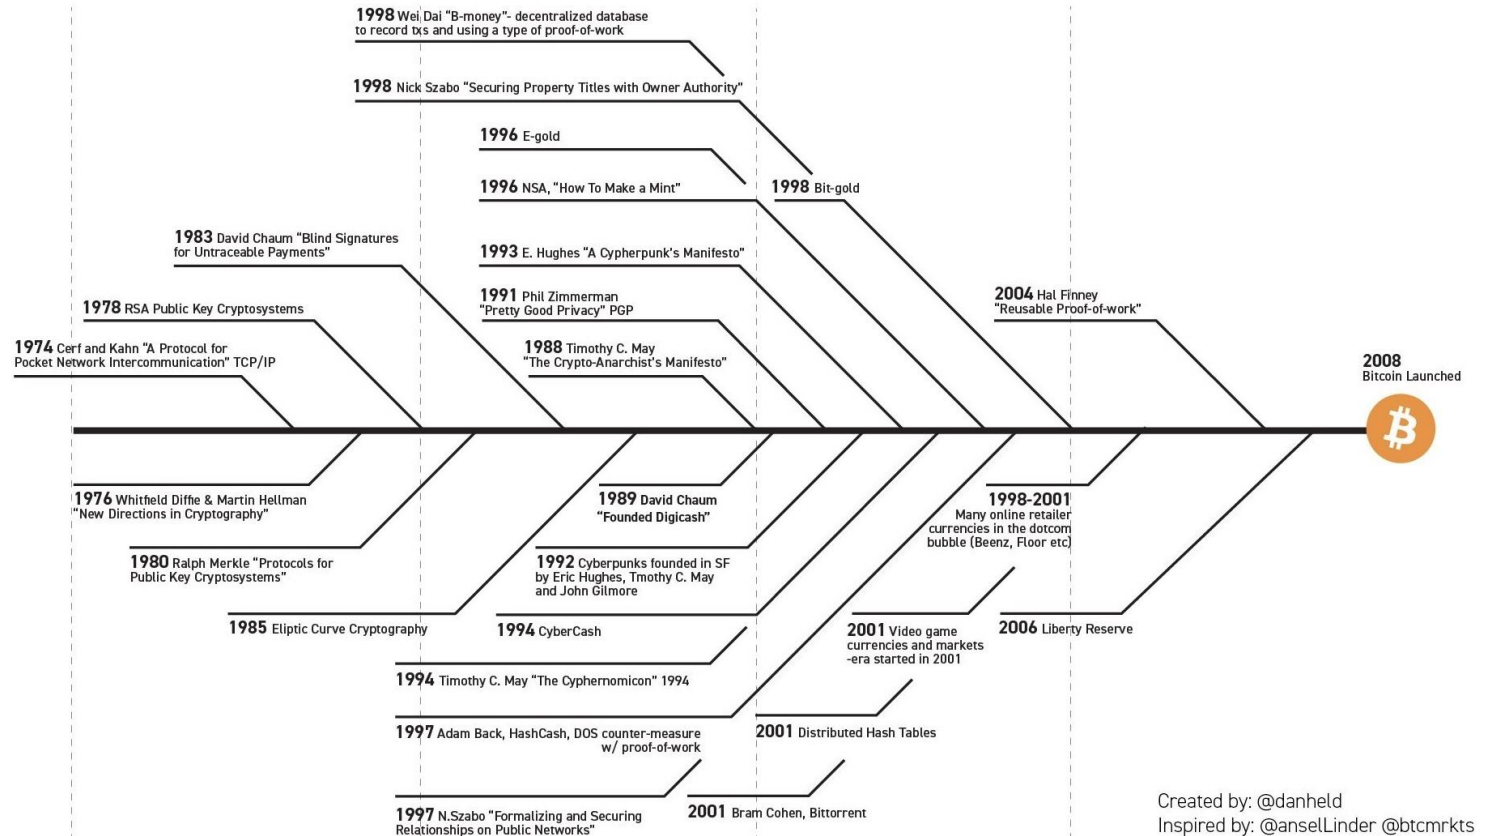 1998 Wei Dai “B-money”- decentralized database
to record txs and using a type of proof-of-work
1998 Nick Szabo “Securing Property Titles with Owner Authority”
1996 E-gold
1996 NSA, “How To Make a Mint”
1998 Bit-gold
1983 David Chaum “Blind Signatures
for Untraceable Payments”
1993 E. Hughes “A Cypherpunk’s Manifesto”
1978 RSA Public Key Cryptosystems
1991 Phil Zimmerman
“Pretty Good Privacy” PGP
2004 Hal Finney
“Reusable Proof-of-work”
1974 Cerf and Kahn “A Protocol for
Pocket Network Intercommunication” TCP/IP
1988 Timothy C. May
“The Crypto-Anarchist’s Manifesto”
2008
Bitcoin Launched
1976 Whitfield Diffie & Martin Hellman
“New Directions in Cryptography”
1989 David Chaum
“Founded Digicash”
1998-2001
Many online retailer
currencies in the dotcom
bubble (Beenz, Floor etc)
1980 Ralph Merkle “Protocols for
Public Key Cryptosystems”
1992 Cyberpunks founded in SF
by Eric Hughes, Tmothy C. May
and John Gilmore
1985 Eliptic Curve Cryptography
1994 CyberCash
2001 Video game
currencies and markets
-era started in 2001
2006 Liberty Reserve
1994 Timothy C. May “The Cyphernomicon” 1994
1997 Adam Back, HashCash, DOS counter-measure
w/ proof-of-work
2001 Distributed Hash Tables
1997 N.Szabo “Formalizing and Securing
Relationships on Public Networks”
2001 Bram Cohen, Bittorrent
Created by: @danheld
Inspired by: @anselLinder @btcmrkts